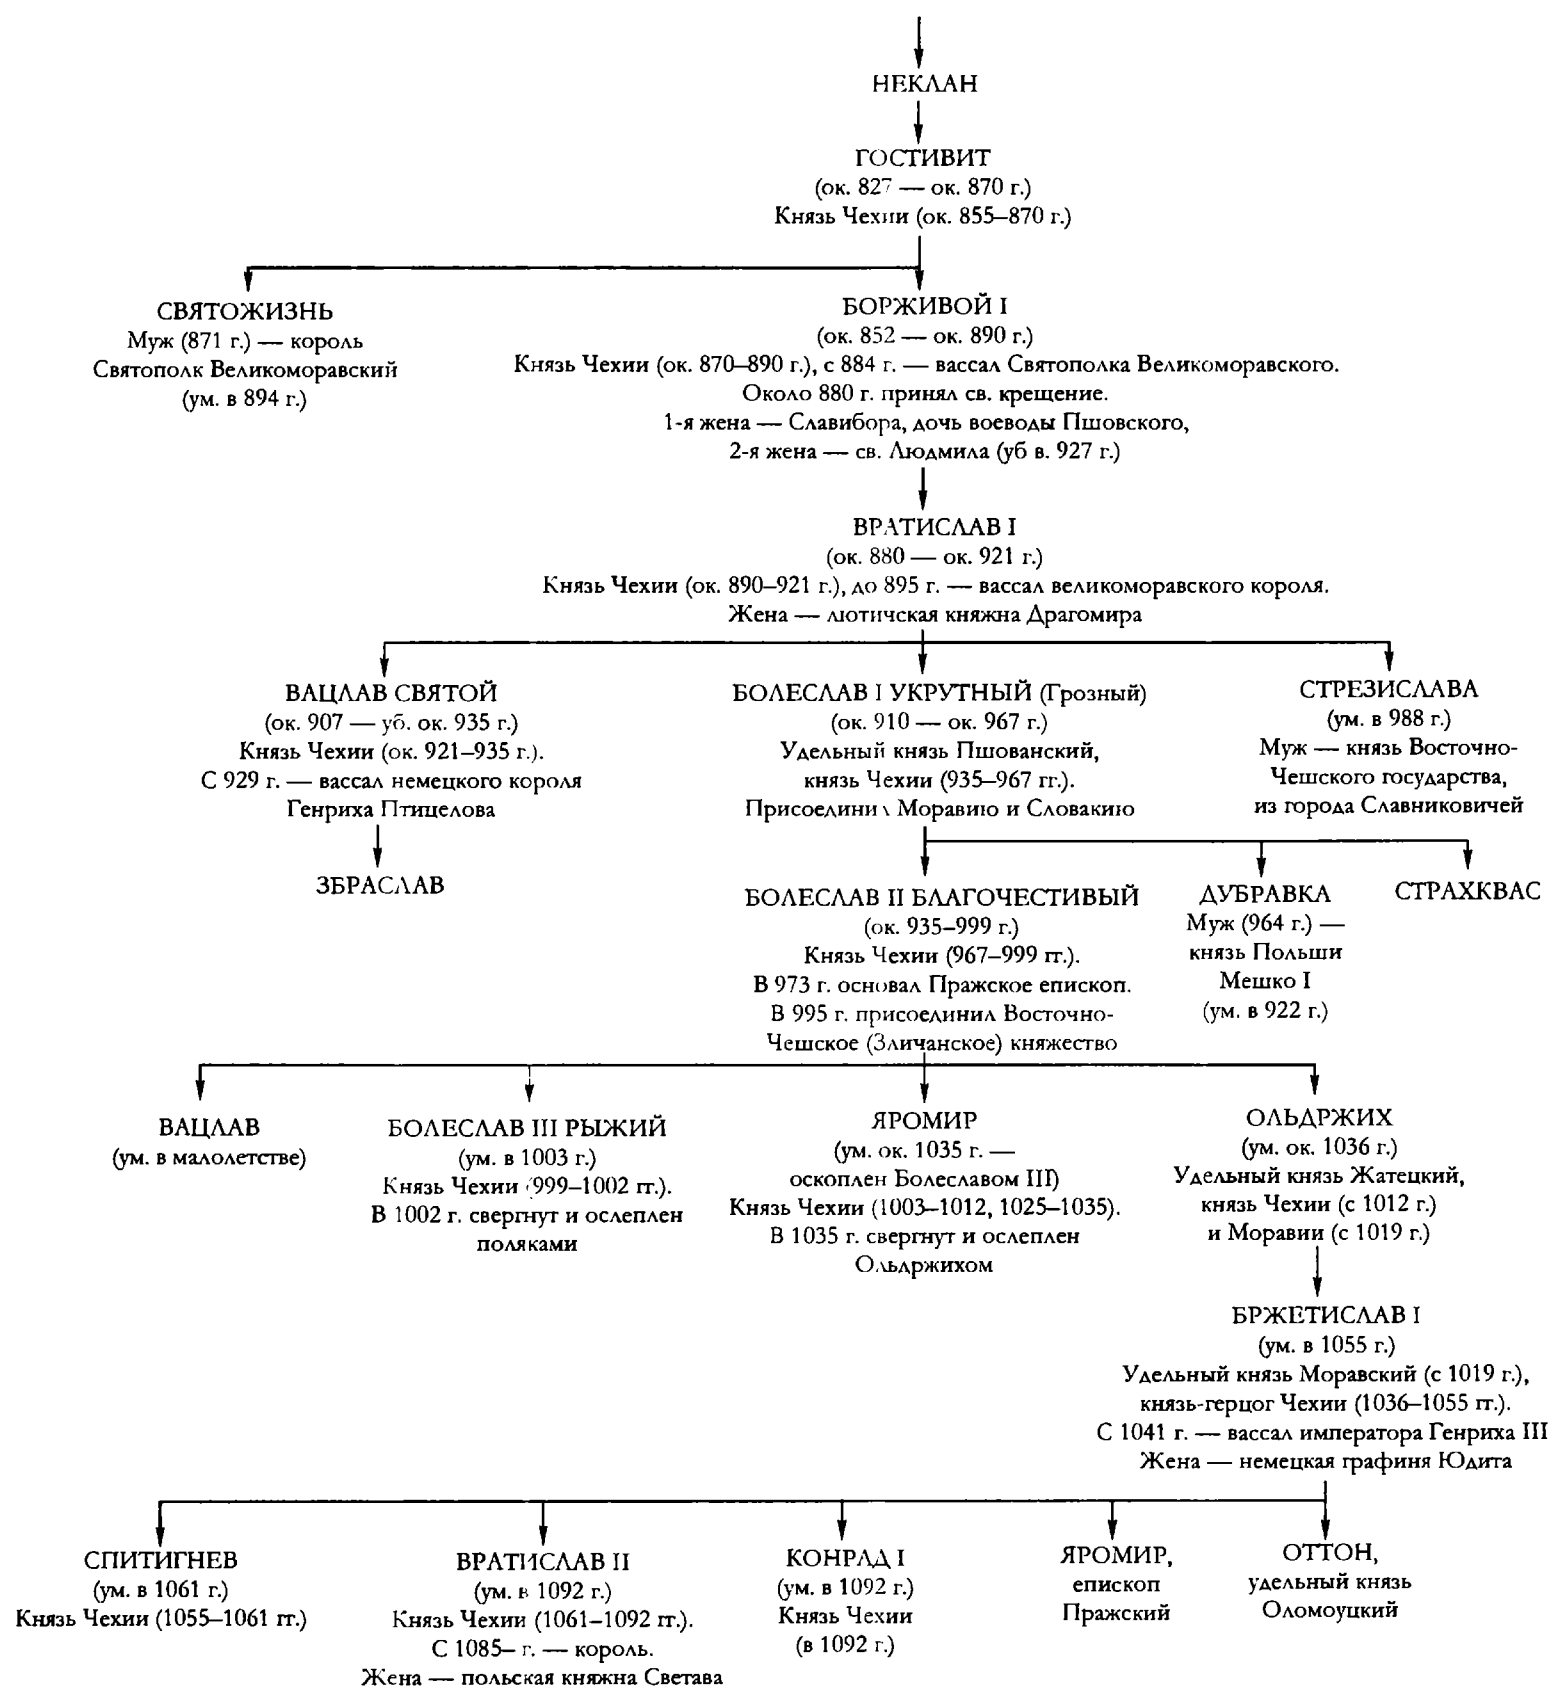 НЕКЛАН
ГОСТИВИТ
(ок. 827 — ок. 870 г.)
Князь Чехии (ок. 855–870 г.)
СВЯТОЖИЗНЬ
Муж (871 г.) — король
Святополк Великоморавский
(ум. в 894 г.)
БОРЖИВОЙ I
(ок. 852 — ок. 890 г.)
Князь Чехии (ок. 870–890 г.), с 884 г. — вассал Святополка Великоморавского.
Около 880 г. принял св. крещение.
1-я жена — Славибора, дочь воеводы Пшовского,
2-я жена — св. Людмила (уб в. 927 г.)
ВРАТИСЛАВ I
(ок. 880 — ок. 921 г.)
Князь Чехии (ок. 890–921 г.), до 895 г. — вассал великоморавского короля.
Жена — лютичская княжна Драгомира
ВАЦЛАВ СВЯТОЙ
(ок. 907 — уб. ок. 935 г.)
Князь Чехии (ок. 921–935 г.).
С 929 г. — вассал немецкого короля
Генриха Птицелова
ЗБРАСЛАВ
БОЛЕСЛАВ I УКРУТНЫЙ (Грозный)
(ок. 910 — ок. 967 г.)
Удельный князь Пшованский,
князь Чехии (935–967 гг.).
Присоединил Моравию и Словакию
СТРЕЗИСЛАВА
(ум. в 988 г.)
Муж — князь Восточно-
Чешского государства,
из города Славниковичей
БОЛЕСЛАВ II БЛАГОЧЕСТИВЫЙ
(ок. 935–999 г.)
Князь Чехии (967–999 гг.).
В 973 г. основал Пражское епископ.
В 995 г. присоединил Восточно-
Чешское (Зличанское) княжество
ДУБРАВКА
Муж (964 г.) —
князь Польши
Мешко I
(ум. в 922 г.)
СТРАХКВАС
ВАЦЛАВ
(ум. в малолетстве)
БОЛЕСЛАВ III РЫЖИЙ
(ум. в 1003 г.)
Князь Чехии (999–1002 гг.).
В 1002 г. свергнут и ослеплен
поляками
ЯРОМИР
(ум. ок. 1035 г. —
оскоплен Болеславом III)
Князь Чехии (1003–1012, 1025–1035).
В 1035 г. свергнут и ослеплен
Ольдржихом
ОЛЬДРЖИХ
(ум. ок. 1036 г.)
Удельный князь Жатецкий,
князь Чехии (с 1012 г.)
и Моравии (с 1019 г.)
БРЖЕТИСЛАВ I
(ум. в 1055 г.)
Удельный князь Моравский (с 1019 г.),
князь-герцог Чехии (1036–1055 гг.).
С 1041 г. — вассал императора Генриха III
Жена — немецкая графиня Юдита
СПИТИГНЕВ
(ум. в 1061 г.)
Князь Чехии (1055–1061 гг.)
ВРАТИСЛАВ II
(ум. в 1092 г.)
Князь Чехии (1061–1092 гг.).
С 1085– г. — король.
Жена — польская княжна Светава
КОНРАД I
(ум. в 1092 г.)
Князь Чехии
(в 1092 г.)
ЯРОМИР,
епископ
Пражский
ОТТОН,
удельный князь
Оломоуцкий